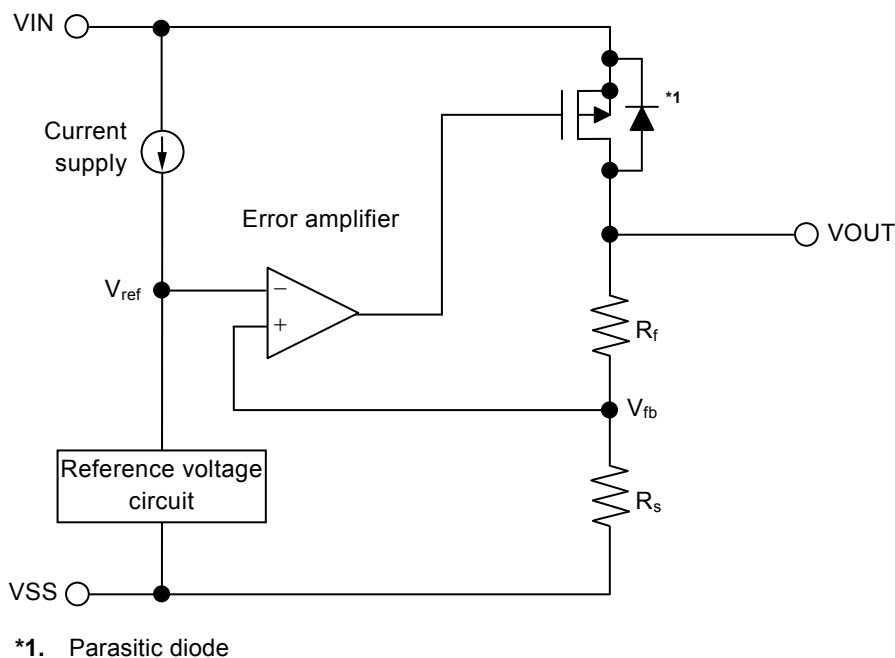 VIN
*1
Current
supply
Error amplifier
VOUT
Vref
−
+
Rf
Vfb
Reference voltage
circuit
Rs
VSS
*1. Parasitic diode